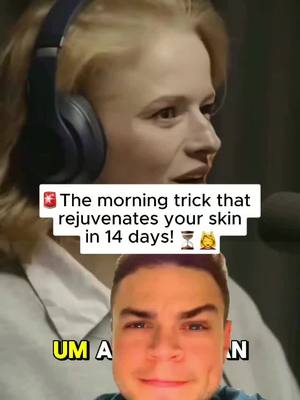 🚨The morning trick that
rejuvenates your skin
in 14 days! ⏳💆
UM A